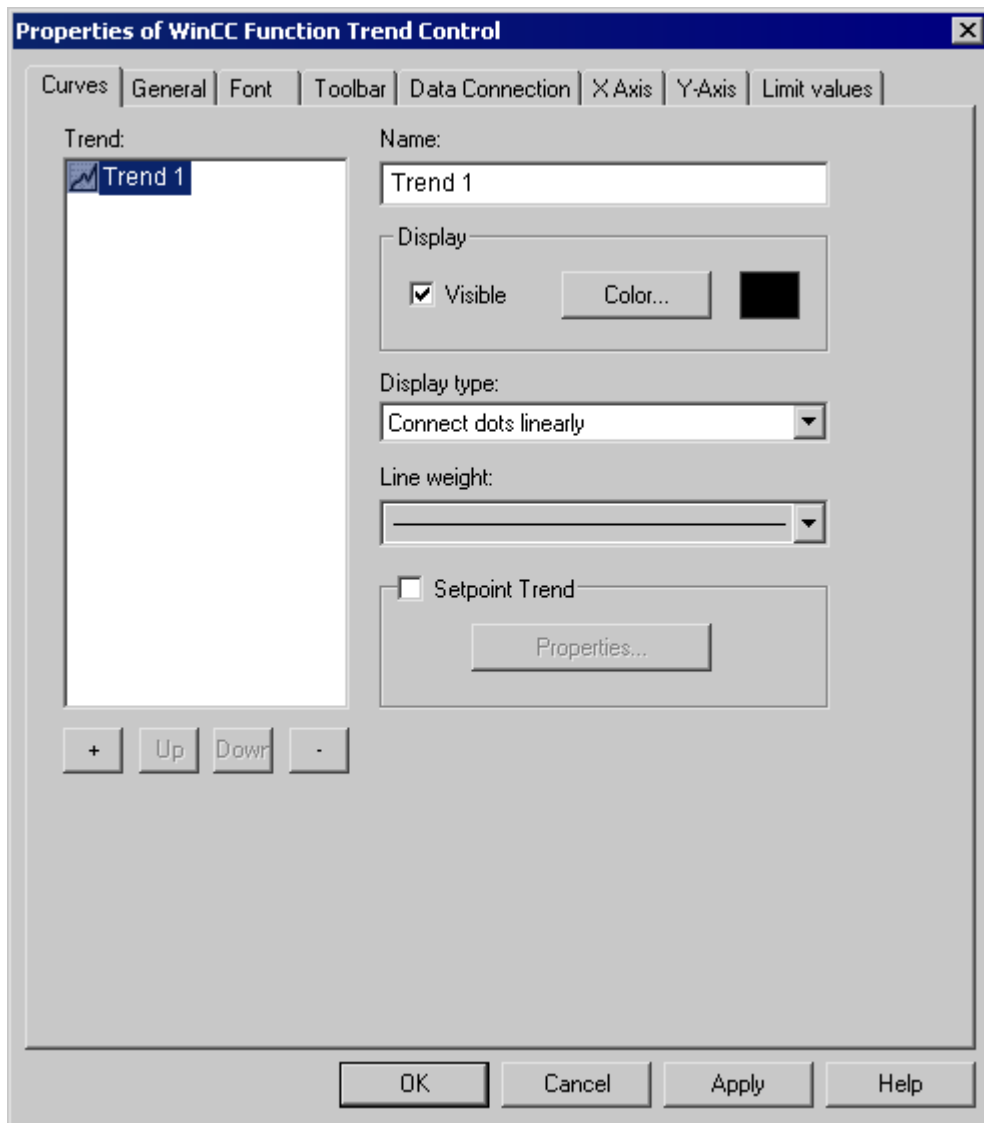 Properties of WinCC Function Trend Control
Curves General Font Toolbar Data Connection X Axis Y-Axis Limit values
Trend:
Trend 1
Name:
Trend 1
Display
Visible
Color...
Display type:
Connect dots linearly
Line weight:
Setpoint Trend
Properties...
+ Up Down -
OK Cancel Apply Help